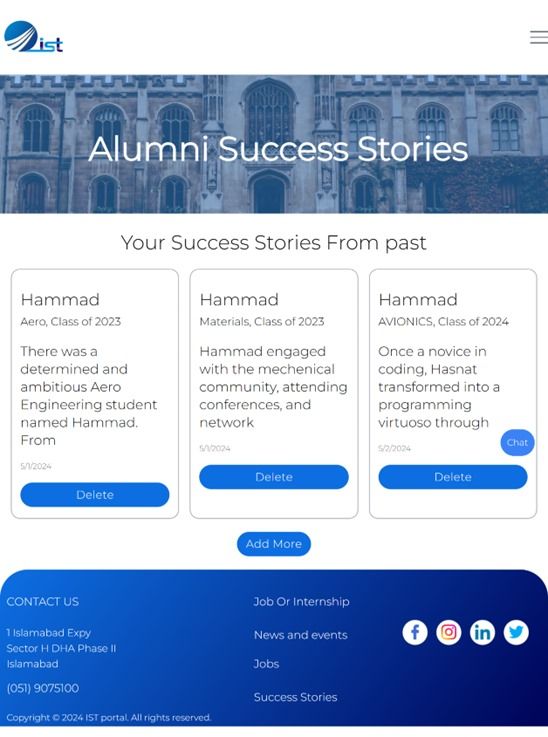 ist
Alumni Success Stories
Your Success Stories From past
Hammad
Aero, Class of 2023
There was a
determined and
ambitious Aero
Engineering student
named Hammad.
From
5/1/2024
Delete
Hammad
Materials, Class of 2023
Hammad engaged
with the mechenical
community, attending
conferences, and
network
5/1/2024
Delete
Hammad
AVIONICS, Class of 2024
Once a novice in
coding, Hasnat
transformed into a
programming
virtuoso through
5/2/2024
Delete
Chat
Add More
CONTACT US
1 Islamabad Expy
Sector H DHA Phase II
Islamabad
(051) 9075100
Copyright © 2024 IST portal. All rights reserved.
Job Or Internship
News and events
Jobs
Success Stories